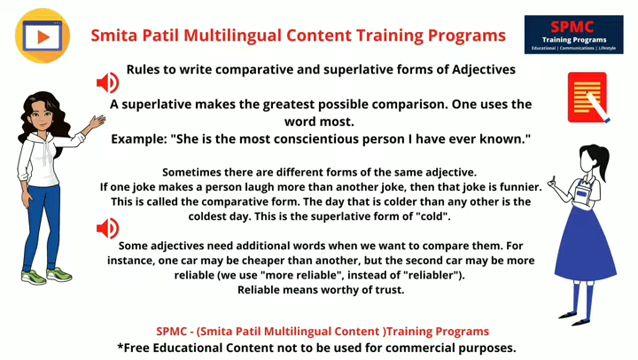 Smita Patil Multilingual Content Training Programs
SPMC
Training Programs
Educational | Communications | Lifestyle
Rules to write comparative and superlative forms of Adjectives
A superlative makes the greatest possible comparison. One uses the
word most.
Example: "She is the most conscientious person I have ever known."
Sometimes there are different forms of the same adjective.
If one joke makes a person laugh more than another joke, then that joke is funnier.
This is called the comparative form. The day that is colder than any other is the
coldest day. This is the superlative form of "cold".
Some adjectives need additional words when we want to compare them. For
instance, one car may be cheaper than another, but the second car may be more
reliable (we use "more reliable", instead of "reliabler").
Reliable means worthy of trust.
SPMC - (Smita Patil Multilingual Content )Training Programs
*Free Educational Content not to be used for commercial purposes.